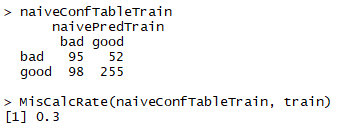 > naiveConfTableTrain
naivePredTrain
bad good
bad 95 52
good 98 255
> MisCalcRate(naiveConfTableTrain, train)
[1] 0.3